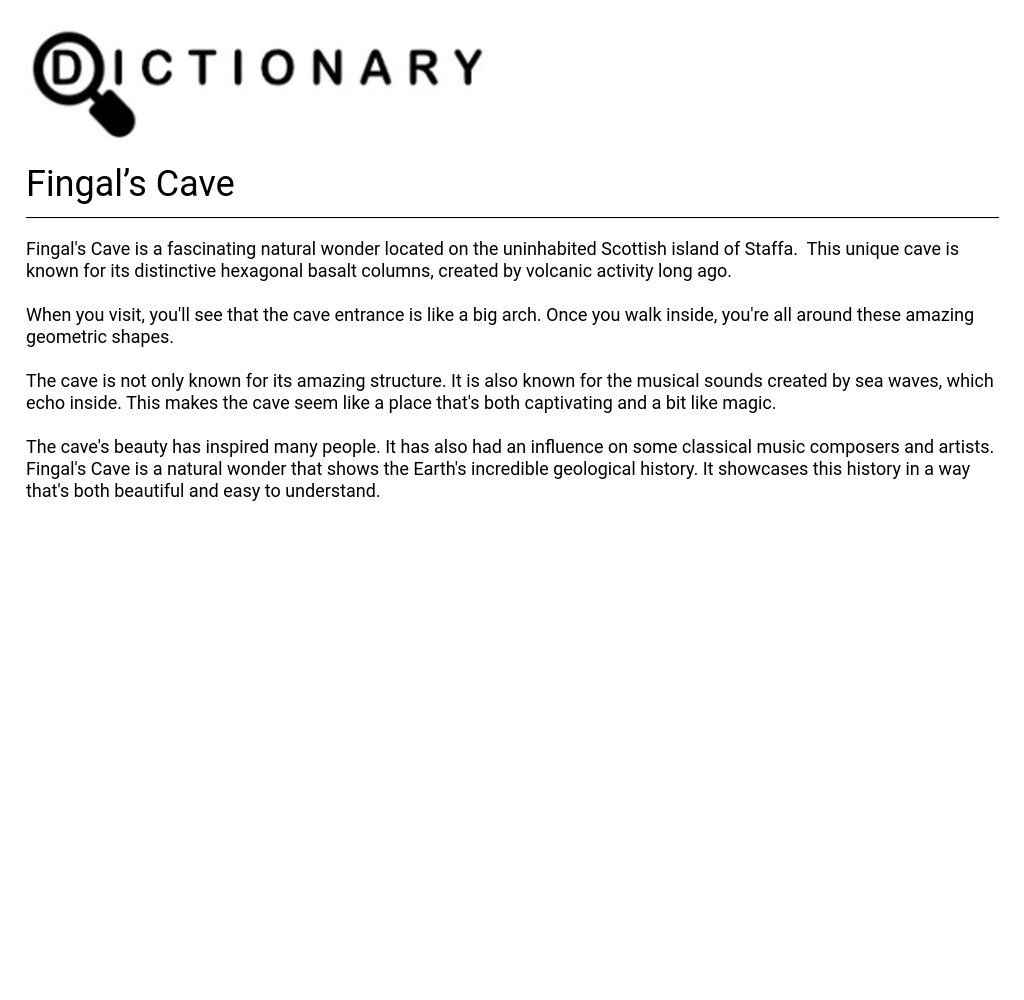 DICTIONARY
Fingal’s Cave
Fingal's Cave is a fascinating natural wonder located on the uninhabited Scottish island of Staffa.  This unique cave is
known for its distinctive hexagonal basalt columns, created by volcanic activity long ago.
When you visit, you'll see that the cave entrance is like a big arch. Once you walk inside, you're all around these amazing
geometric shapes.
The cave is not only known for its amazing structure. It is also known for the musical sounds created by sea waves, which
echo inside. This makes the cave seem like a place that's both captivating and a bit like magic.
The cave's beauty has inspired many people. It has also had an influence on some classical music composers and artists.
Fingal's Cave is a natural wonder that shows the Earth's incredible geological history. It showcases this history in a way
that's both beautiful and easy to understand.